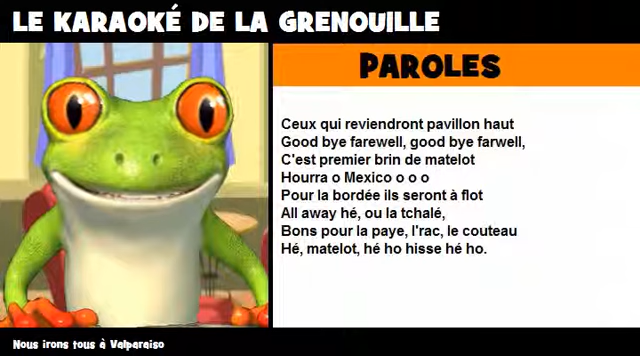 LE KARAOKÉ DE LA GRENOUILLE
PAROLES
Ceux qui reviendront pavillon haut
Good bye farewell, good bye farwell,
C'est premier brin de matelot
Hourra o Mexico o o o
Pour la bordée ils seront à flot
All away hé, ou la tchalé,
Bons pour la paye, l'rac, le couteau
Hé, matelot, hé ho hisse hé ho.
Nous irons tous à Valparaiso